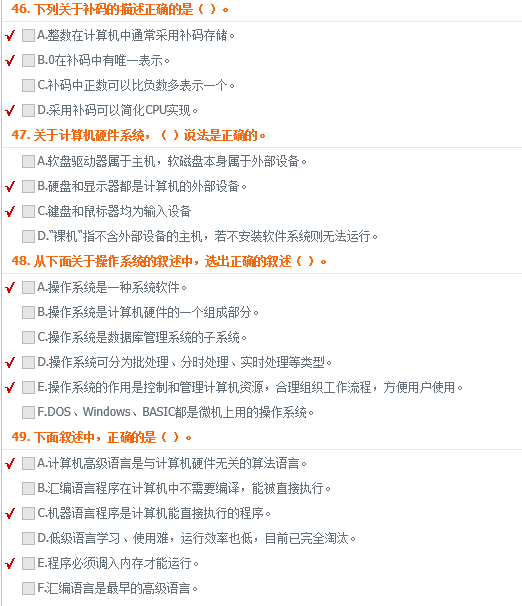 46. 下列关于补码的描述正确的是（ ）。
A.整数在计算机中通常采用补码存储。
B.0在补码中有唯一表示。
C.补码中正数可以比负数多表示一个。
D.采用补码可以简化CPU实现。
47. 关于计算机硬件系统，（ ）说法是正确的。
A.软盘驱动器属于主机，软磁盘本身属于外部设备。
B.硬盘和显示器都是计算机的外部设备。
C.键盘和鼠标器均为输入设备
D.“裸机“指不含外部设备的主机，若不安装软件系统则无法运行。
48. 从下面关于操作系统的叙述中，选出正确的叙述（ ）。
A.操作系统是一种系统软件。
B.操作系统是计算机硬件的一个组成部分。
C.操作系统是数据库管理系统的子系统。
D.操作系统可分为批处理、分时处理、实时处理等类型。
E.操作系统的作用是控制和管理计算机资源，合理组织工作流程，方便用户使用。
F.DOS、Windows、BASIC都是微机上用的操作系统。
49. 下面叙述中，正确的是（ ）。
A.计算机高级语言是与计算机硬件无关的算法语言。
B.汇编语言程序在计算机中不需要编译，能被直接执行。
C.机器语言程序是计算机能直接执行的程序。
D.低级语言学习、使用难，运行效率也低，目前已完全淘汰。
E.程序必须调入内存才能运行。
F.汇编语言是最早的高级语言。